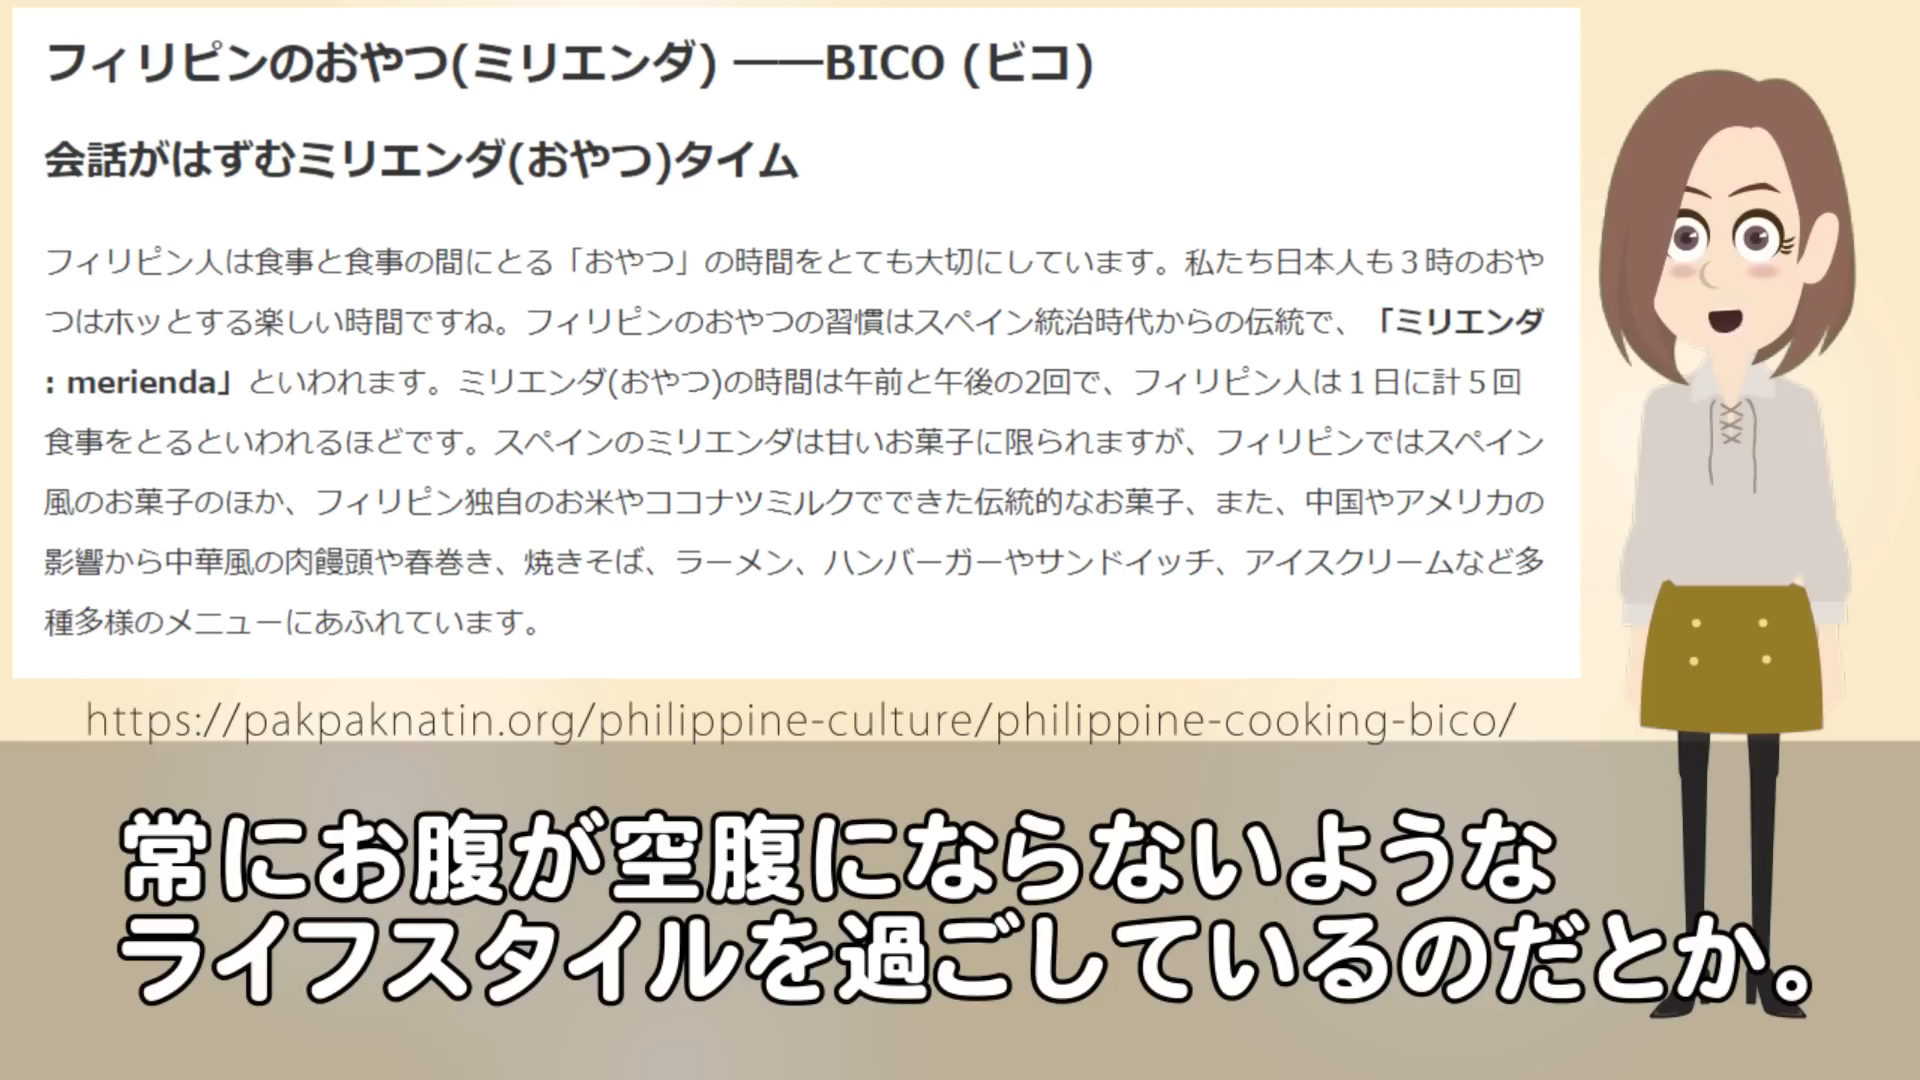 フィリピンのおやつ(ミリエンダ) ――BICO (ビコ)
会話がはずむミリエンダ(おやつ)タイム
フィリピン人は食事と食事の間にとる「おやつ」の時間をとても大切にしています。私たち日本人も３時のおや
つはホッとする楽しい時間ですね。フィリピンのおやつの習慣はスペイン統治時代からの伝統で、「ミリエンダ
: merienda」といわれます。ミリエンダ(おやつ)の時間は午前と午後の2回で、フィリピン人は１日に計５回
食事をとるといわれるほどです。スペインのミリエンダは甘いお菓子に限られますが、フィリピンではスペイン
風のお菓子のほか、フィリピン独自のお米やココナツミルクでできた伝統的なお菓子、また、中国やアメリカの
影響から中華風の肉饅頭や春巻き、焼きそば、ラーメン、ハンバーガーやサンドイッチ、アイスクリームなど多
種多様のメニューにあふれています。
https://pakpaknatin.org/philippine-culture/philippine-cooking-bico/
常にお腹が空腹にならないような
ライフスタイルを過ごしているのだとか。